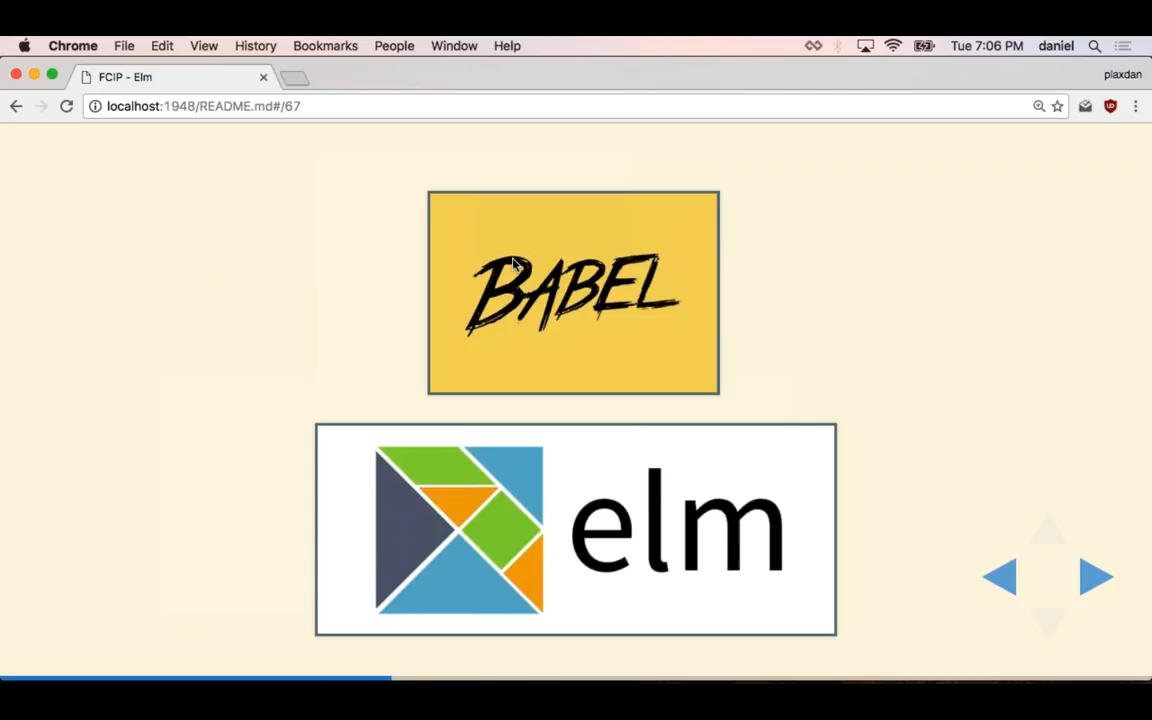 Chrome File Edit View History Bookmarks People Window Help Tue 7:06 PM daniel
FCIP - Elm plaxdan
localhost:1948/README.md#/67
BABEL
elm